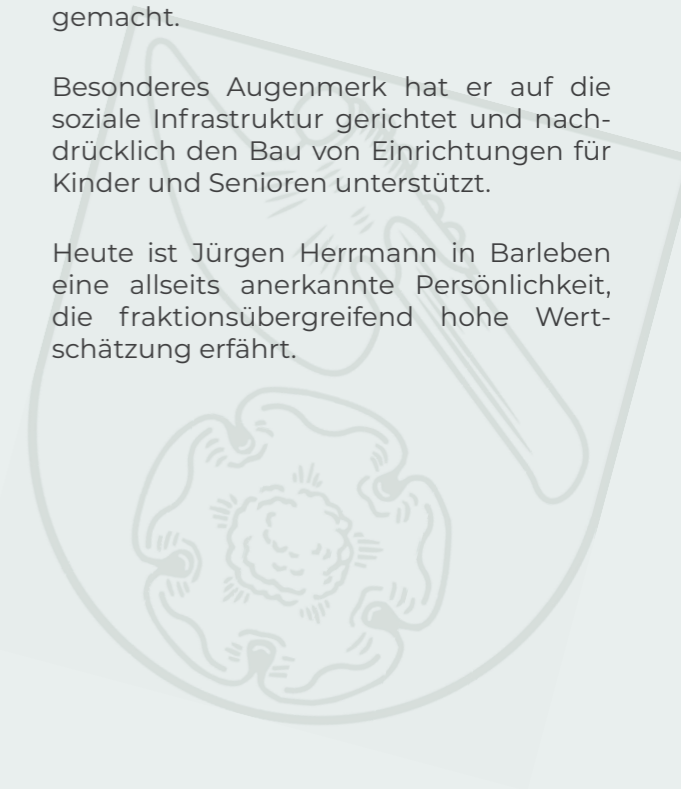 gemacht.
Besonderes Augenmerk hat er auf die
soziale Infrastruktur gerichtet und nach-
drücklich den Bau von Einrichtungen für
Kinder und Senioren unterstützt.
Heute ist Jürgen Herrmann in Barleben
eine allseits anerkannte Persönlichkeit,
die fraktionsübergreifend hohe Wert-
schätzung erfährt.